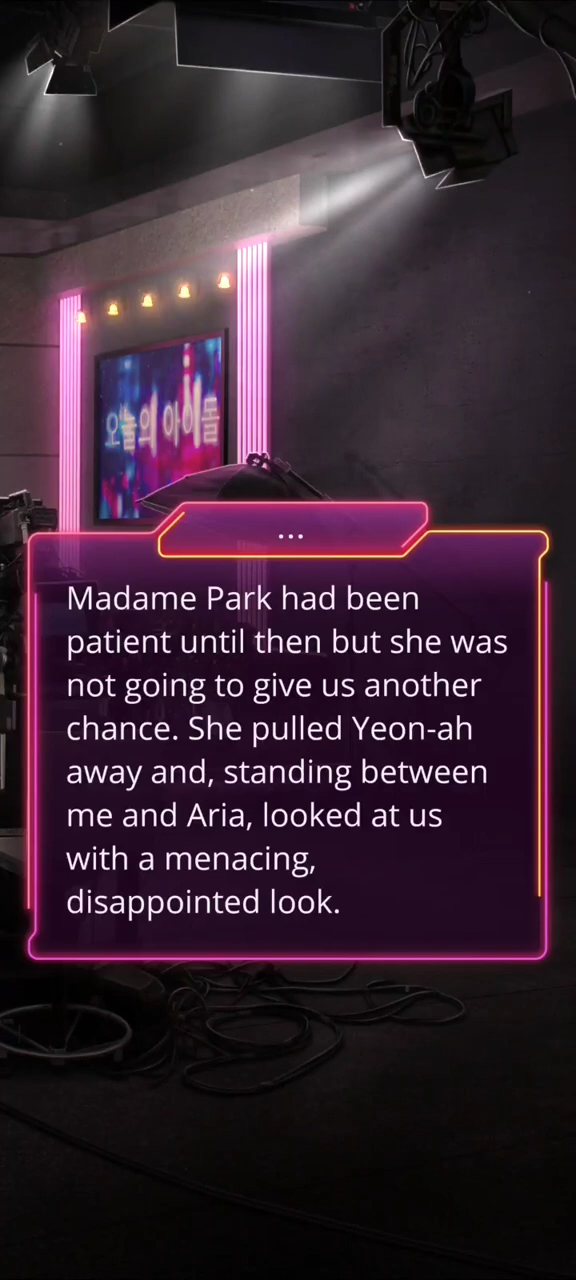 오늘의 아이돌
...
Madame Park had been
patient until then but she was
not going to give us another
chance. She pulled Yeon-ah
away and, standing between
me and Aria, looked at us
with a menacing,
disappointed look.